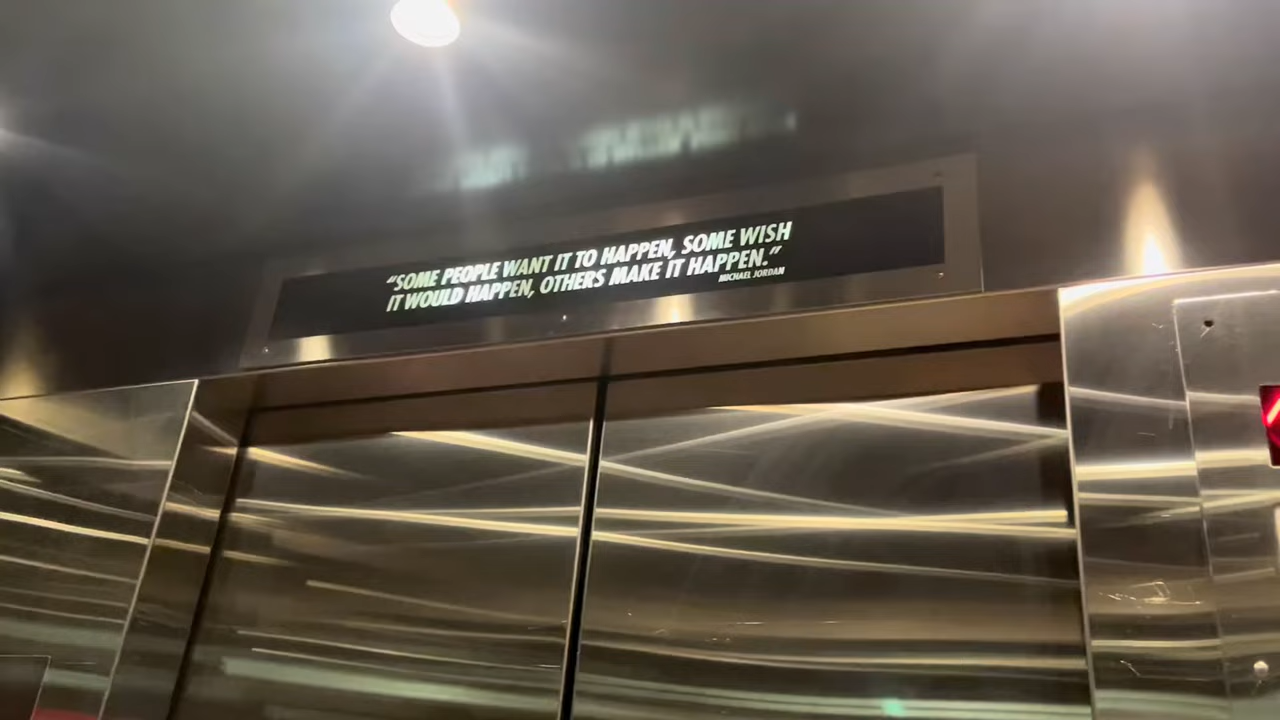 “SOME PEOPLE WANT IT TO HAPPEN, SOME WISH
IT WOULD HAPPEN, OTHERS MAKE IT HAPPEN.”
MICHAEL JORDAN